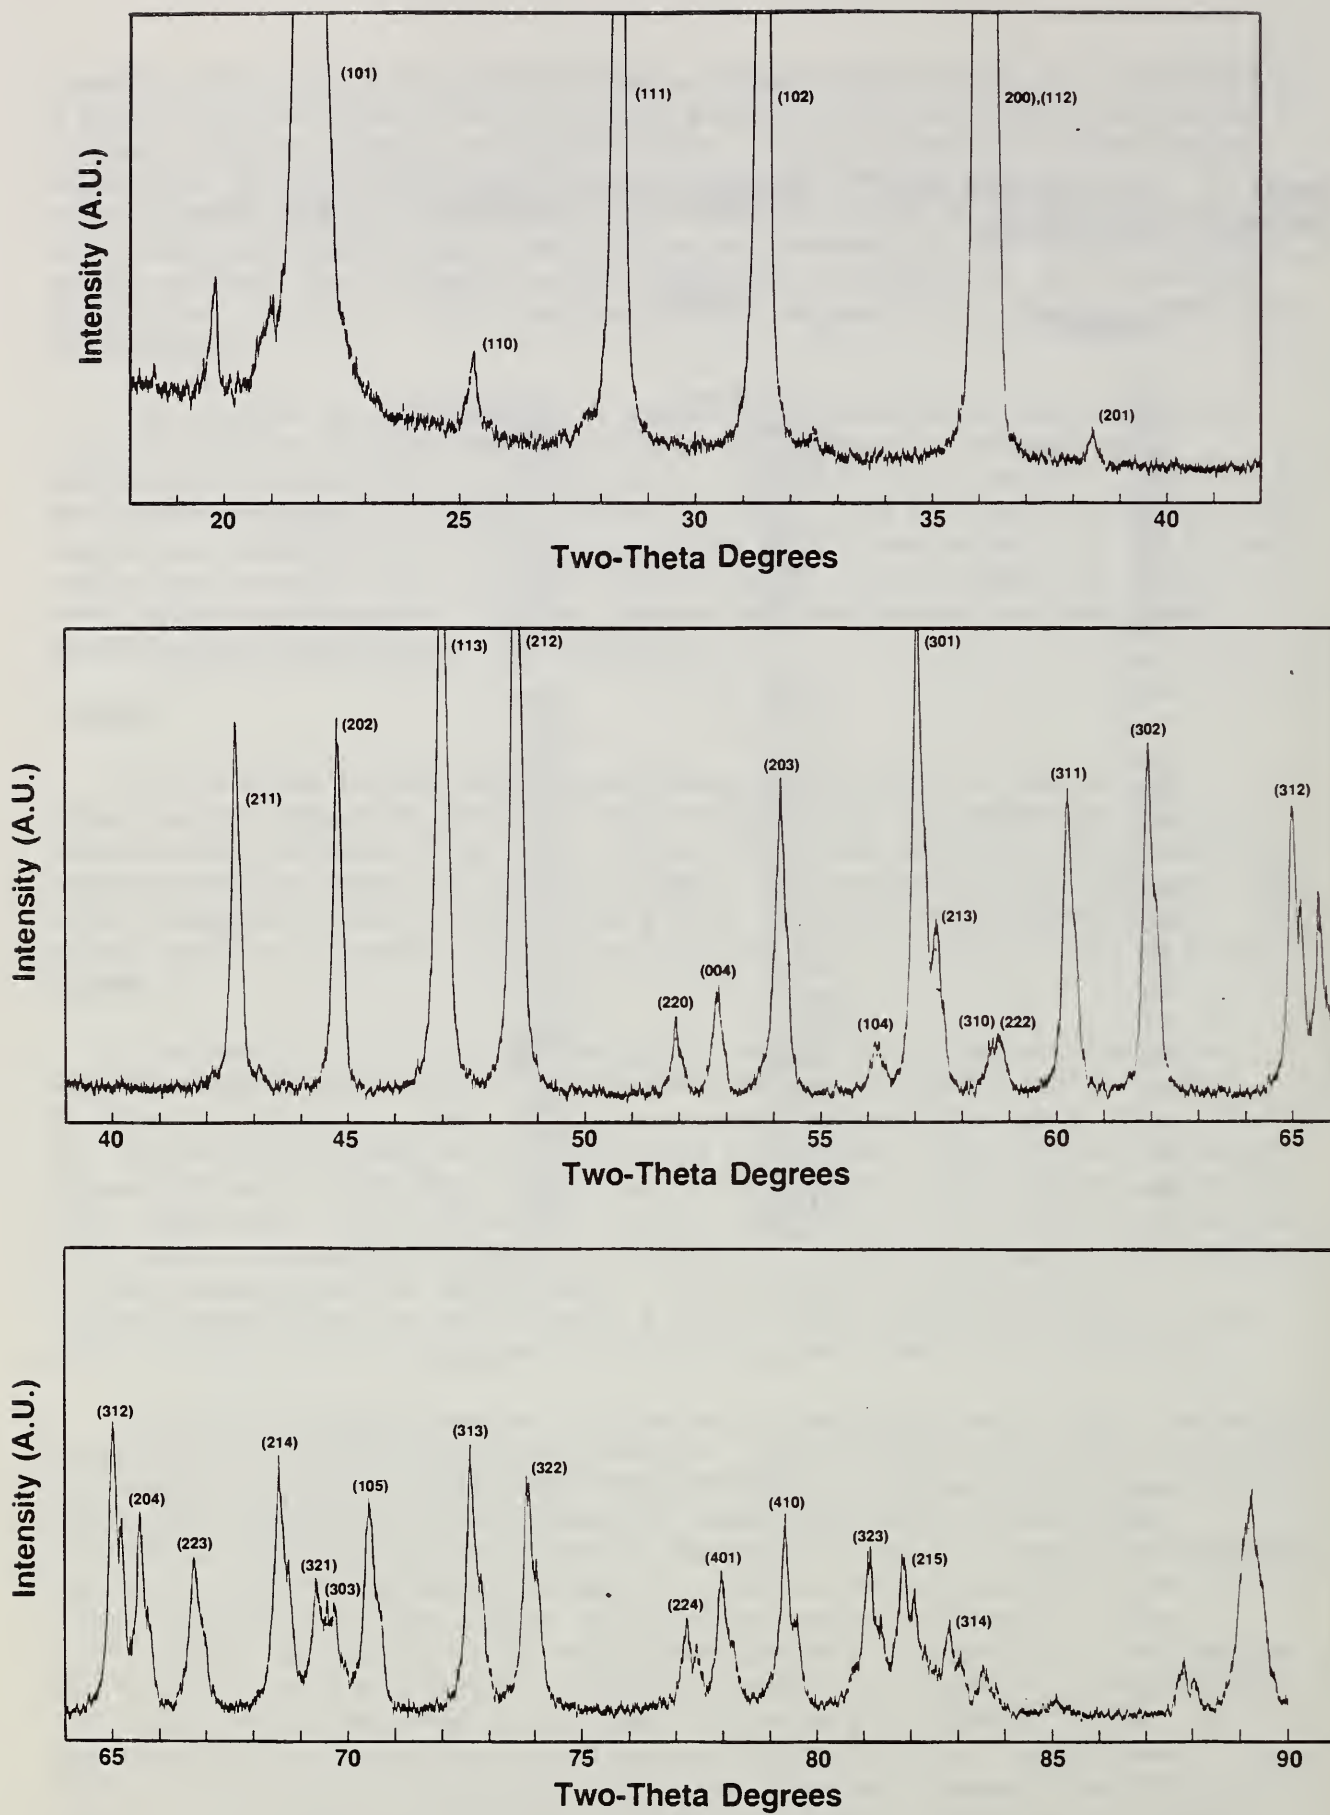 Intensity (A.U.)
(101)
(111)
(102)
200),(112)
(110)
(201)
20 25 30 35 40
Two-Theta Degrees
Intensity (A.U.)
(113) (212) (301)
(202) (302)
(203)
(211) (311) (312)
(213)
(004)
(220)
(104) (310) (222)
40 45 50 55 60 65
Two-Theta Degrees
Intensity (A.U.)
(312)
(313)
(214)
(322)
(204) (105) (410)
(223) (323)
(321) (401) (215)
(303)
(224) (314)
65 70 75 80 85 90
Two-Theta Degrees